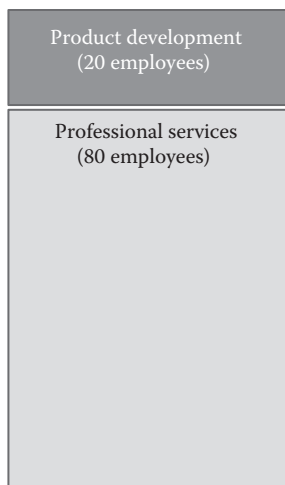 Product development
(20 employees)
Professional services
(80 employees)